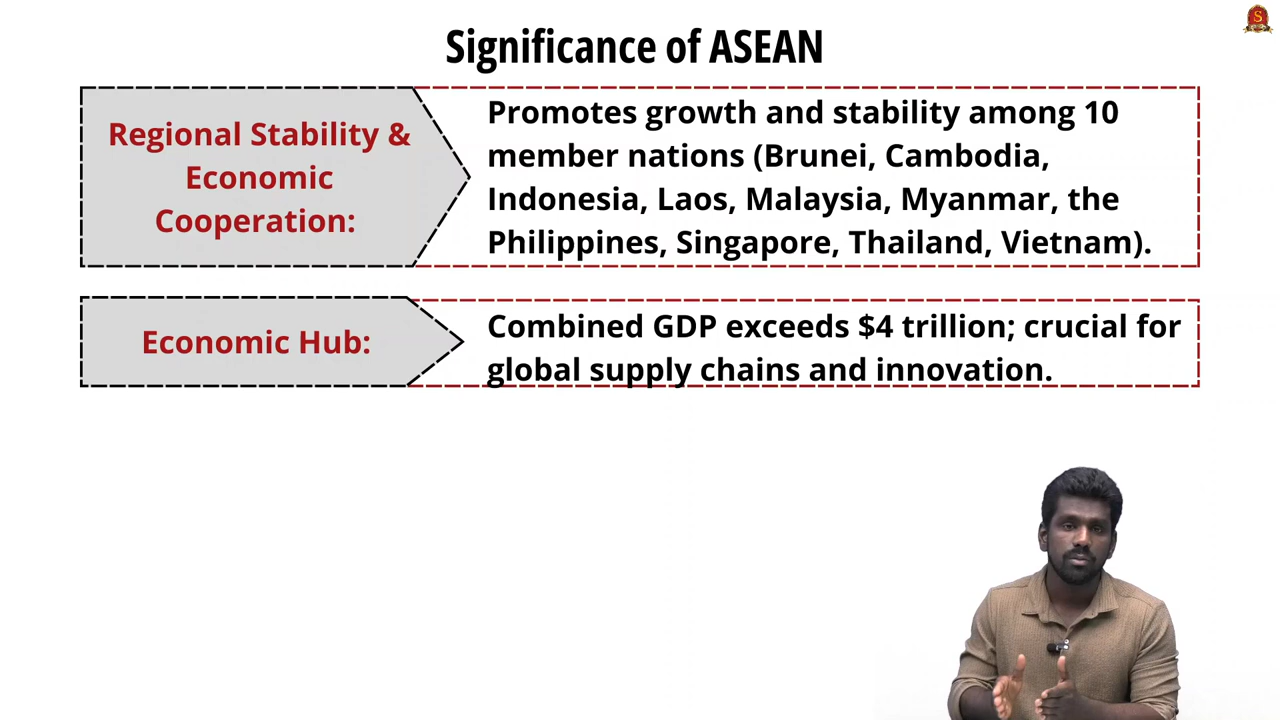 Significance of ASEAN
Regional Stability &
Economic
Cooperation:
Promotes growth and stability among 10
member nations (Brunei, Cambodia,
Indonesia, Laos, Malaysia, Myanmar, the
Philippines, Singapore, Thailand, Vietnam).
Economic Hub:
Combined GDP exceeds $4 trillion; crucial for
global supply chains and innovation.